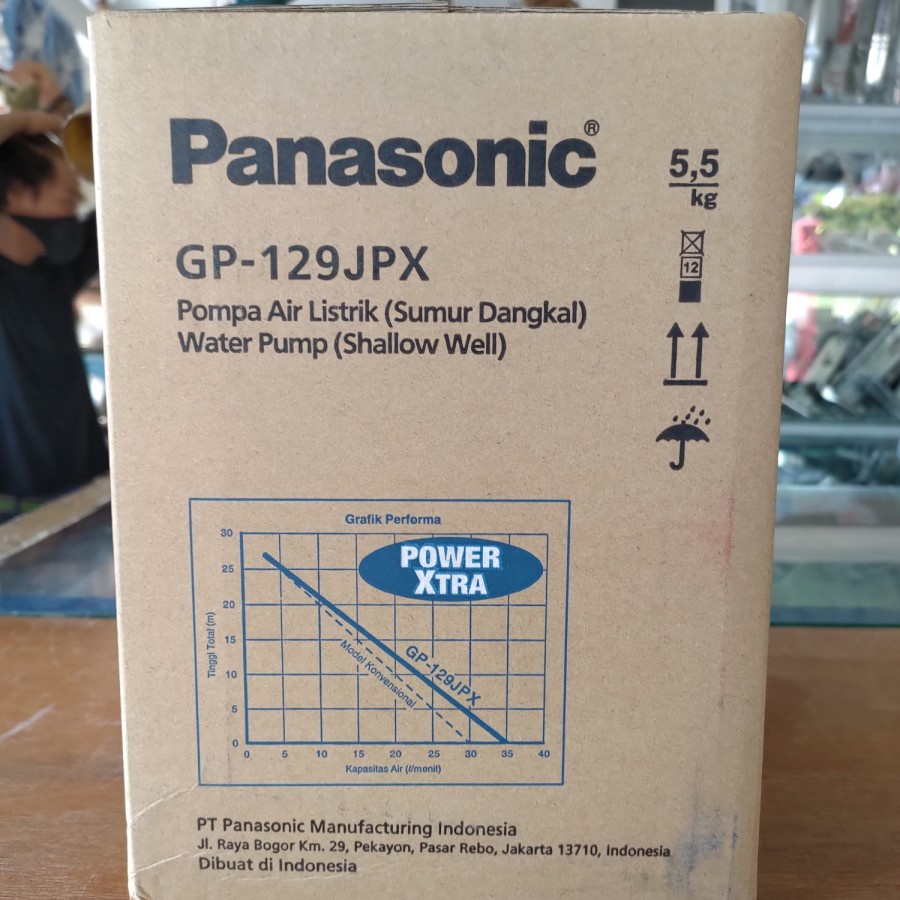 Panasonic®
5,5
kg
12
GP-129JPX
Pompa Air Listrik (Sumur Dangkal)
Water Pump (Shallow Well)
Grafik Performa
POWER
XTRA
Tinggi Total (m)
30
25
20
15
10
5
0
GP-129JPX
Model Konvensional
0 5 10 15 20 25 30 35 40
Kapasitas Air (ℓ/menit)
PT Panasonic Manufacturing Indonesia
Jl. Raya Bogor Km. 29, Pekayon, Pasar Rebo, Jakarta 13710, Indonesia
Dibuat di Indonesia